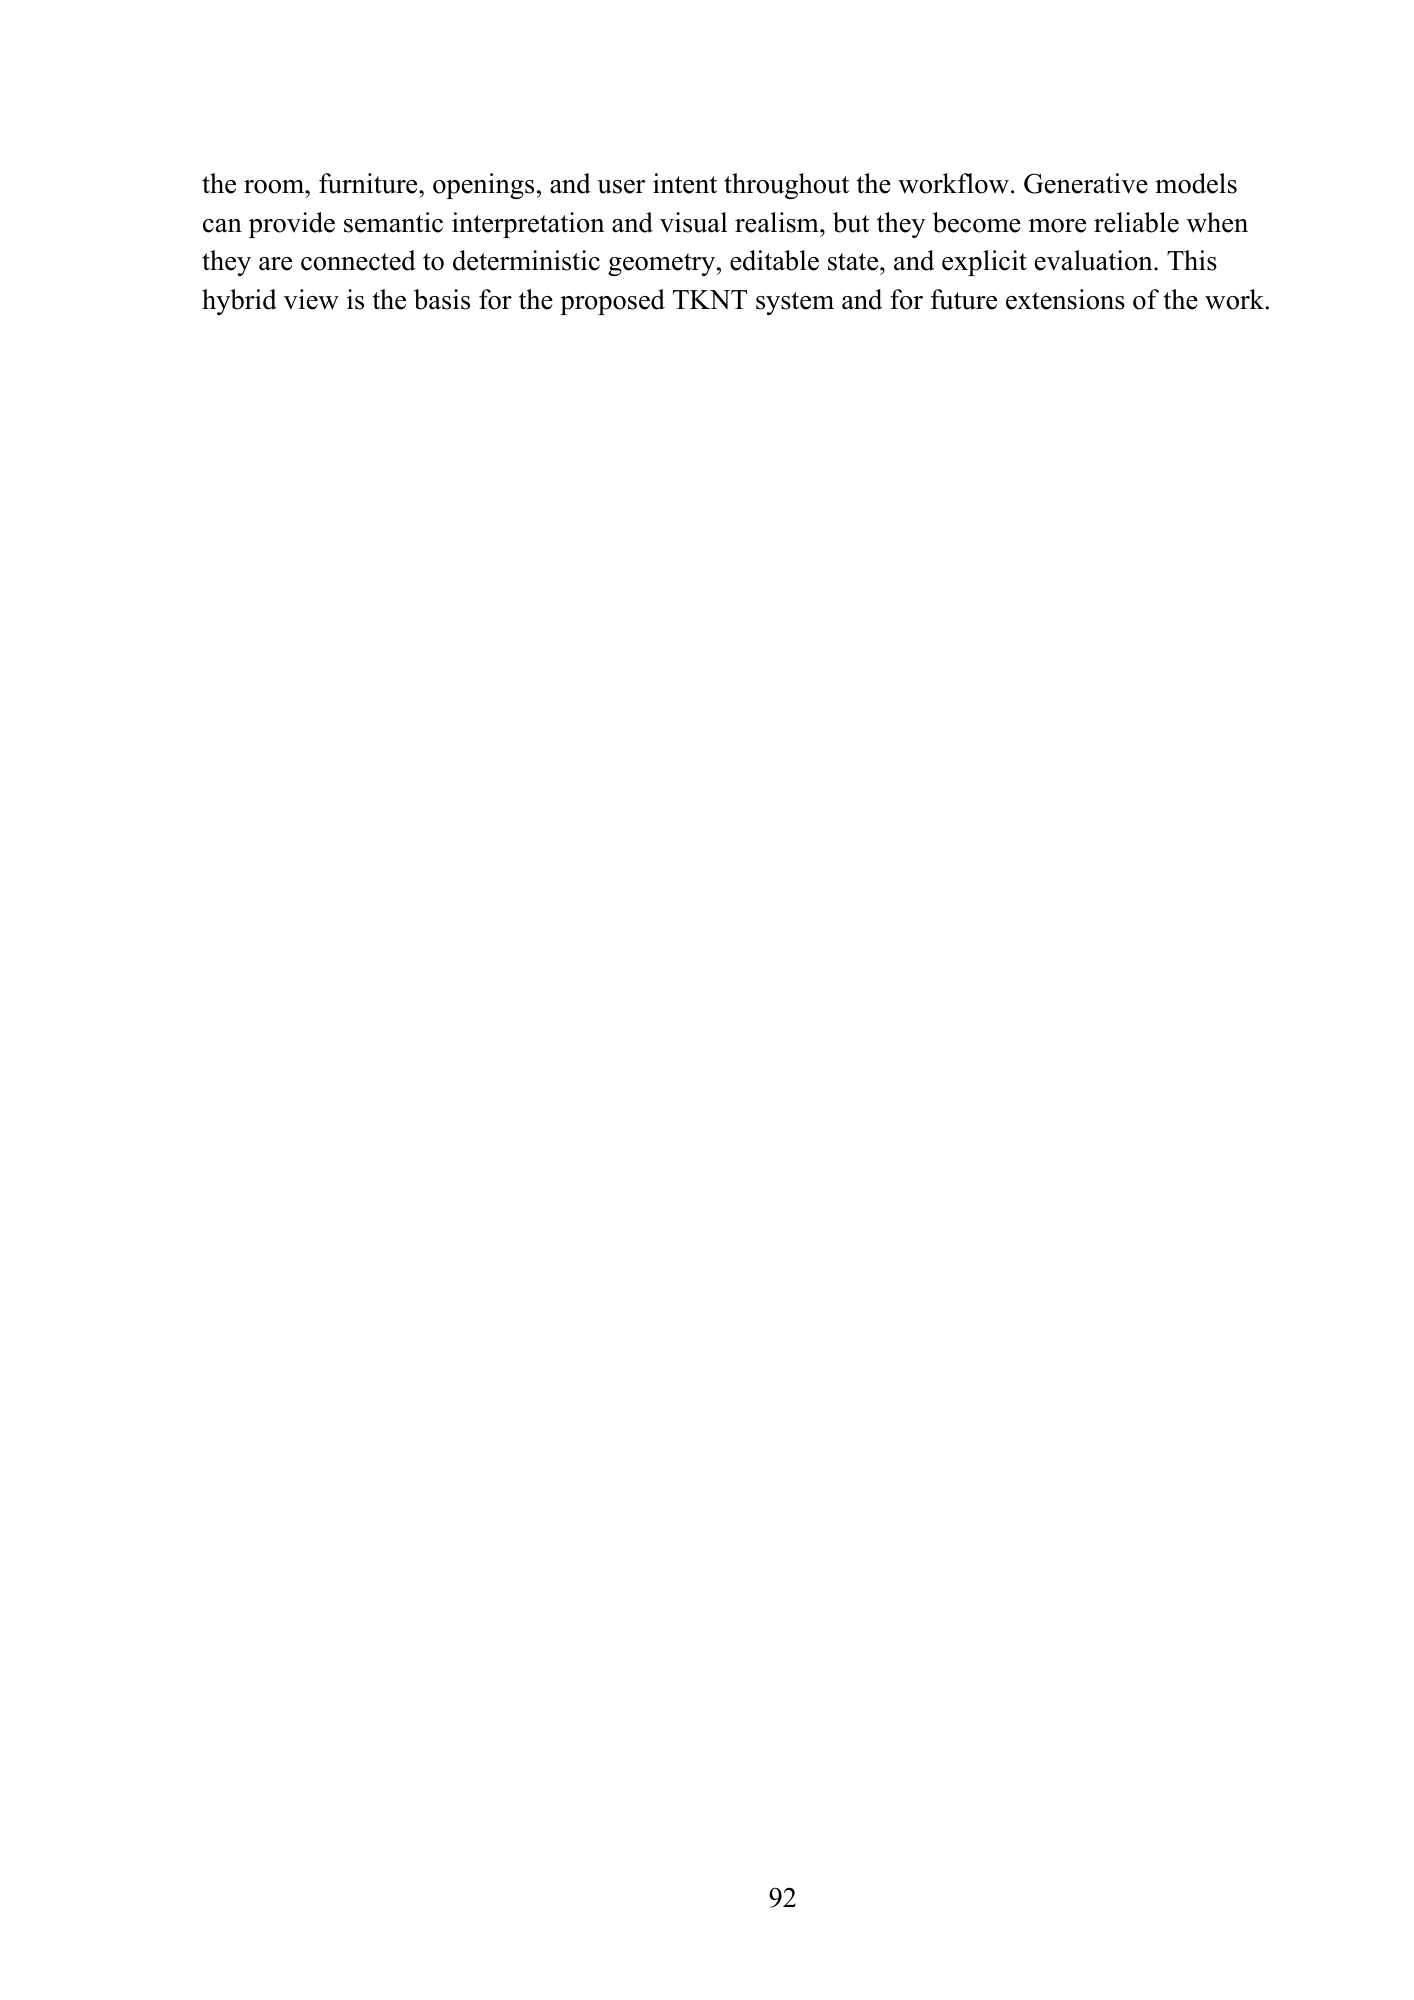 the room, furniture, openings, and user intent throughout the workflow. Generative models
can provide semantic interpretation and visual realism, but they become more reliable when
they are connected to deterministic geometry, editable state, and explicit evaluation. This
hybrid view is the basis for the proposed TKNT system and for future extensions of the work.
92